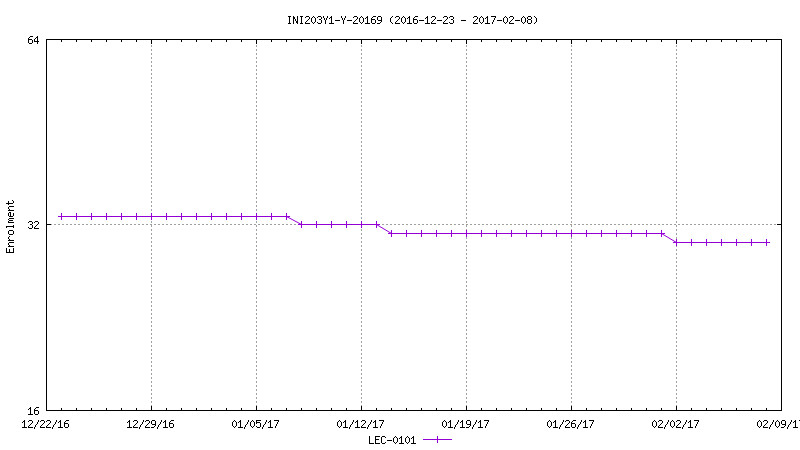 INI203Y1-Y-20169 (2016-12-23 - 2017-02-08)
64
32
16
Enrolment
12/22/16 12/29/16 01/05/17 01/12/17 01/19/17 01/26/17 02/02/17 02/09/1
LEC-0101